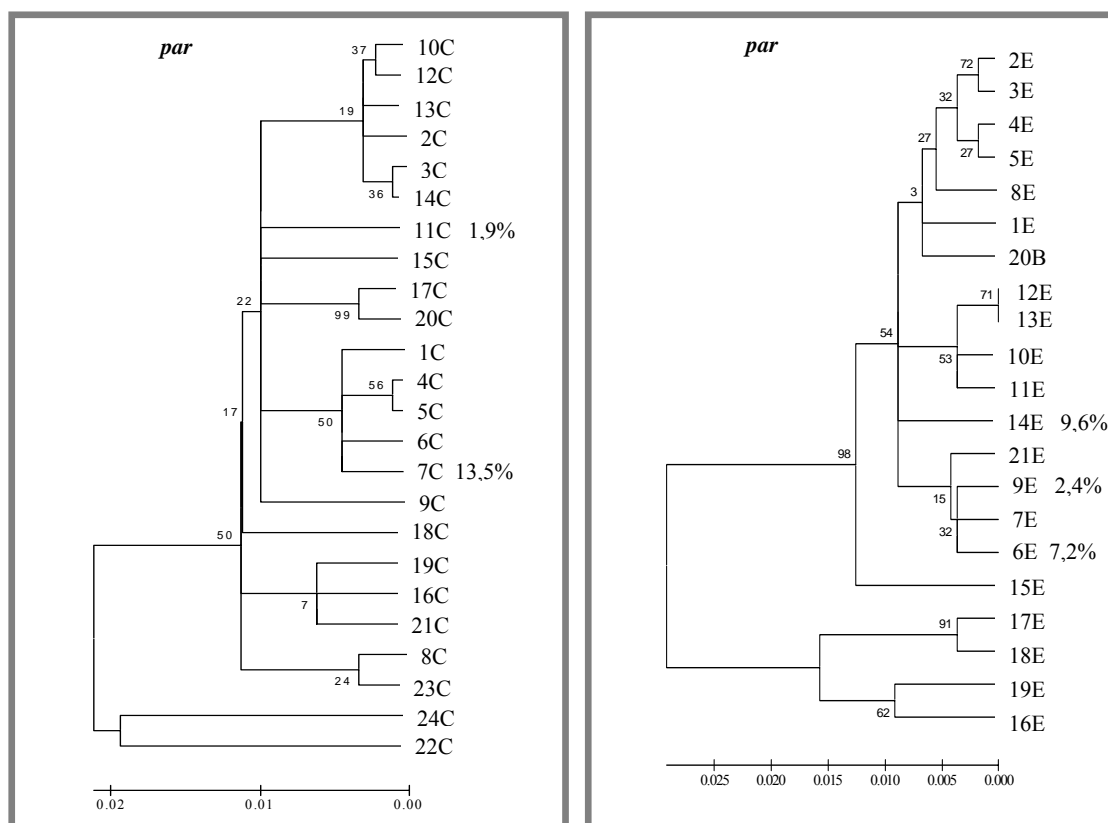 par
37
10C
12C
13C
19
2C
3C
36
14C
11C 1,9%
15C
17C
22
99
20C
1C
56
4C
5C
17
50
6C
7C 13,5%
9C
50
18C
19C
16C
7
21C
8C
24
23C
24C
22C
0.02 0.01 0.00
par
72
2E
3E
32
4E
27
27
5E
3
8E
1E
20B
71
12E
13E
54
53
10E
11E
14E 9,6%
98
21E
15
9E 2,4%
7E
32
6E 7,2%
15E
91
17E
18E
19E
62
16E
0.025 0.020 0.015 0.010 0.005 0.000